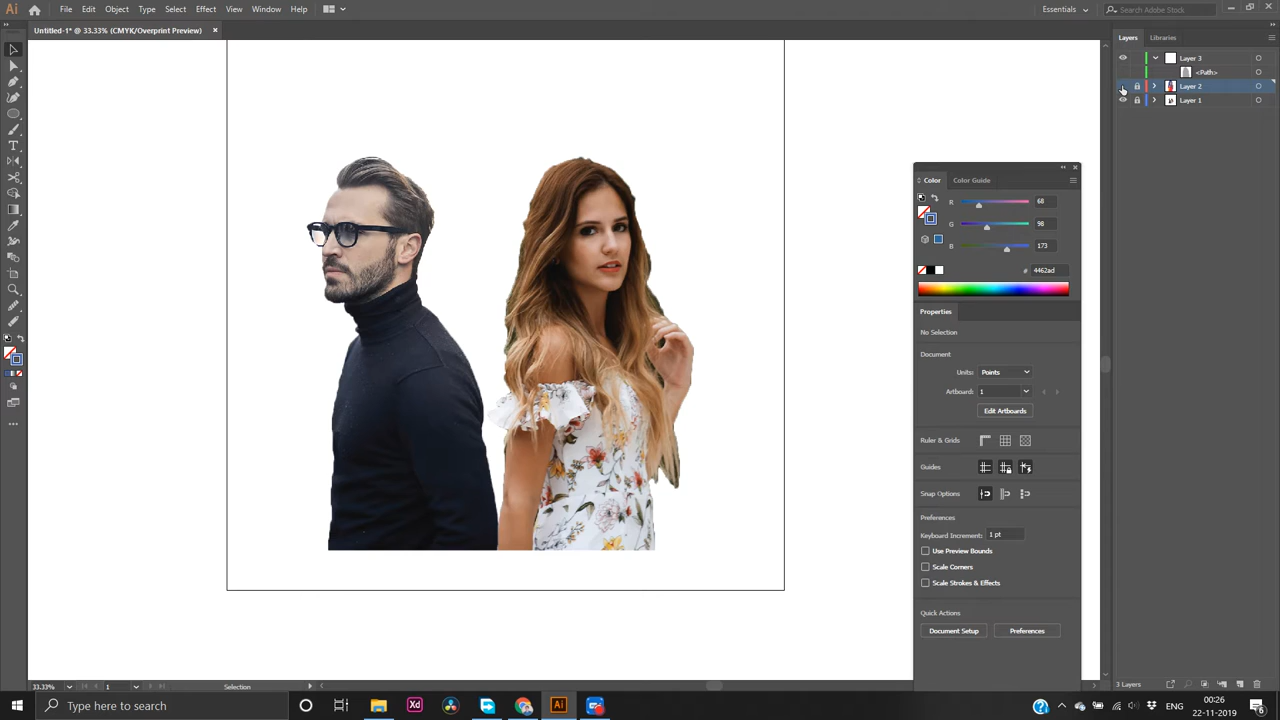 Ai File Edit Object Type Select Effect View Window Help Essentials Search Adobe Stock
Untitled-1* @ 33.33% (CMYK/Overprint Preview) ×
Layers Libraries
Layer 3
<Path>
Layer 2
Layer 1
Color Color Guide
R 68
G 98
B 173
# 4462ad
Properties
No Selection
Document
Units: Points
Artboard: 1
Edit Artboards
Ruler & Grids
Guides
Snap Options
Preferences
Keyboard Increment: 1 pt
Use Preview Bounds
Scale Corners
Scale Strokes & Effects
Quick Actions
Document Setup Preferences
33.33% 1 Selection
3 Layers
Type here to search
Xd Ai
00:26
22-11-2019